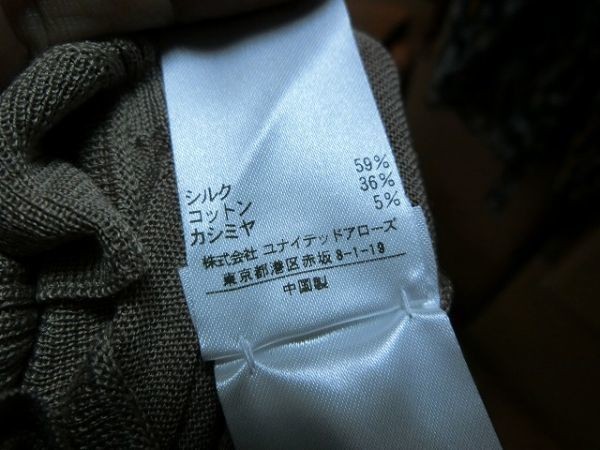 シルク 59%
コットン 36%
カシミヤ 5%
株式会社 ユナイテッドアローズ
東京都港区赤坂 8-1-19
中国製